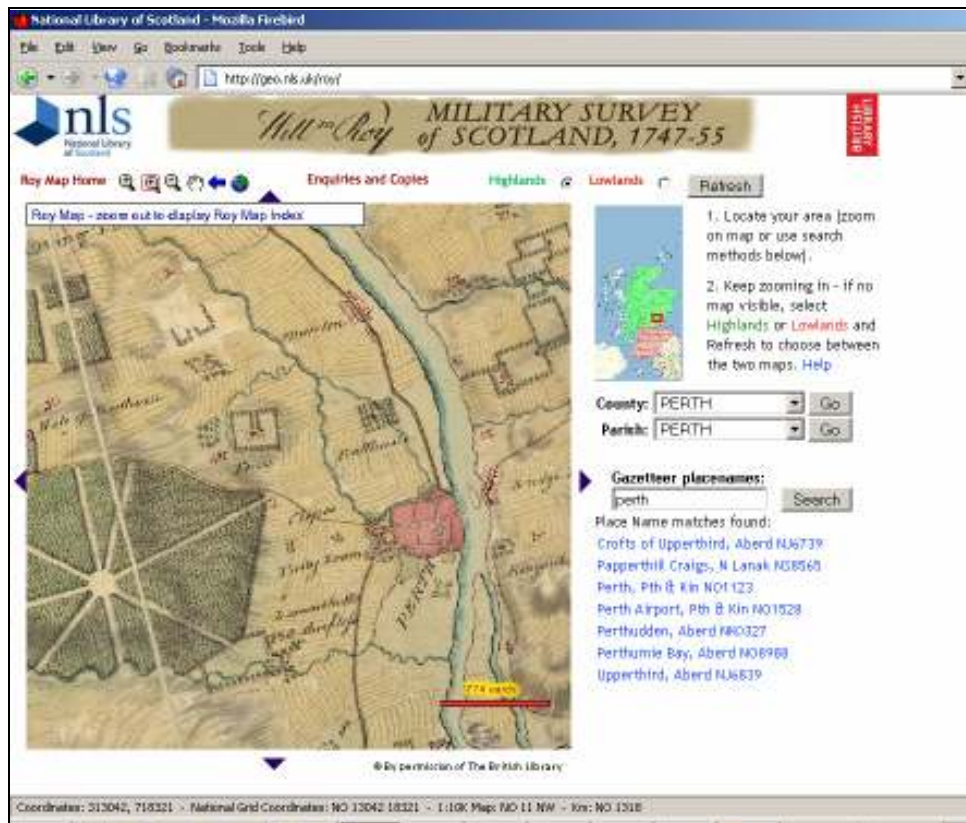 National Library of Scotland - Mozilla Firebird
File Edit View Go Bookmarks Tools Help
http://geo.nls.uk/roy/
nls
National Library
of Scotland
MILITARY SURVEY
of SCOTLAND, 1747-55
BRITISH
LIBRARY
Roy Map Home Enquiries and Copies Highlands Lowlands Refresh
Roy Map - zoom out to display Roy Map Index
1. Locate your area [zoom
on map or use search
methods below].
2. Keep zooming in - if no
map visible, select
Highlands or Lowlands and
Refresh to choose between
the two maps. Help
County: PERTH Go
Parish: PERTH Go
Gazetteer placenames:
perth Search
Place Name matches found:
Crofts of Upperthird, Aberd NJ6739
Papperthill Craigs, N Lanak NS8565
Perth, Pth & Kin NO1123
Perth Airport, Pth & Kin NO1528
Perthudden, Aberd
Perthumie Bay, Aberd NO8988
Upperthird, Aberd NJ6839
PERTH
774 yards
© By permission of The British Library
Coordinates: 313042, 718321 - National Grid Coordinates: NO 13042 18321 - 1:10K Map: NO 11 NW - Km: NO 1318